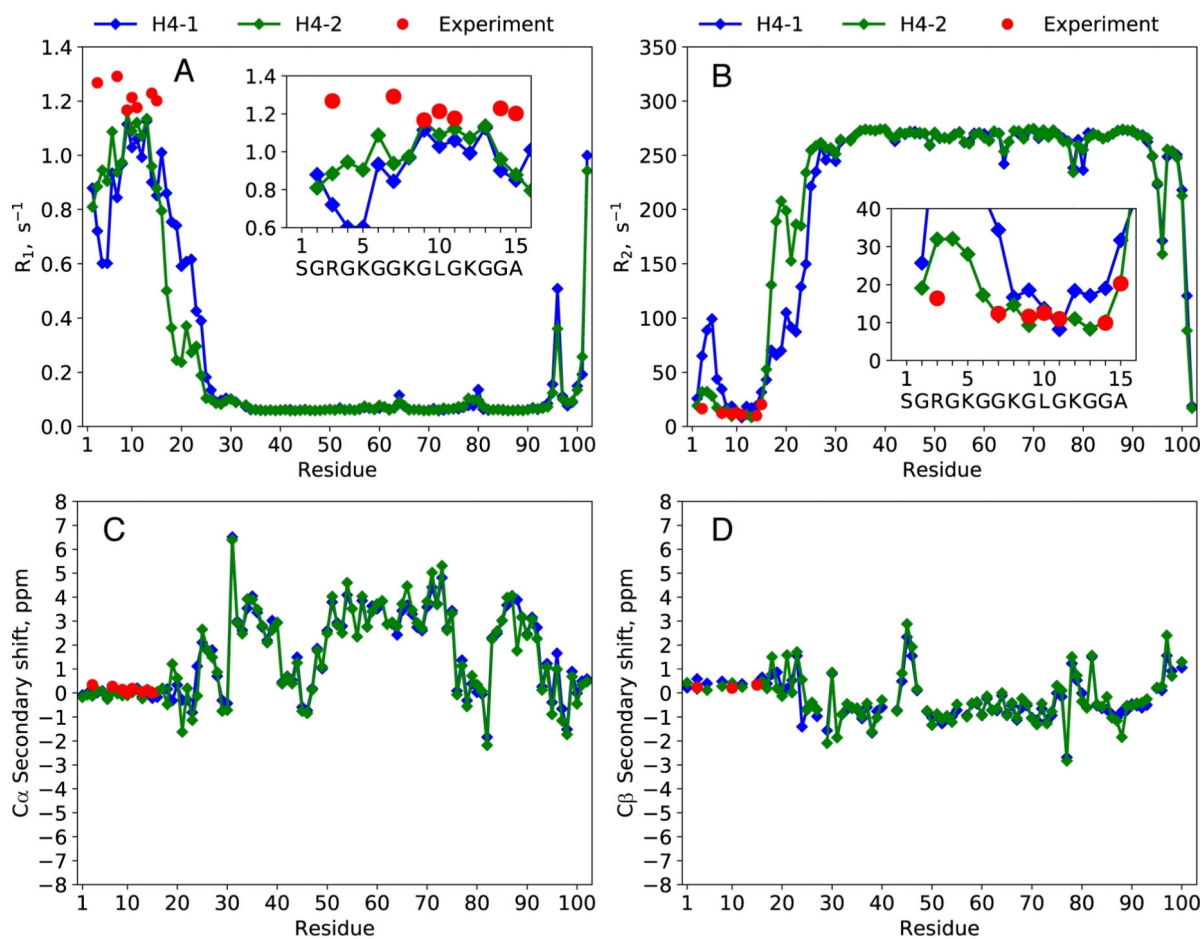 H4-1 H4-2 Experiment H4-1 H4-2 Experiment
A
R₁, s⁻¹
1.4
1.2
1.0
0.8
0.6
0.4
0.2
0.0
1 10 20 30 40 50 60 70 80 90 100
Residue
1.4
1.2
1.0
0.8
0.6
1 5 10 15
SGRGKGGKGLGKGGA
B
R₂, s⁻¹
350
300
250
200
150
100
50
0
1 10 20 30 40 50 60 70 80 90 100
Residue
40
30
20
10
0
1 5 10 15
SGRGKGGKGLGKGGA
C
Cα Secondary shift, ppm
8
7
6
5
4
3
2
1
0
−1
−2
−3
−4
−5
−6
−7
−8
1 10 20 30 40 50 60 70 80 90 100
Residue
D
Cβ Secondary shift, ppm
8
7
6
5
4
3
2
1
0
−1
−2
−3
−4
−5
−6
−7
−8
1 10 20 30 40 50 60 70 80 90 100
Residue